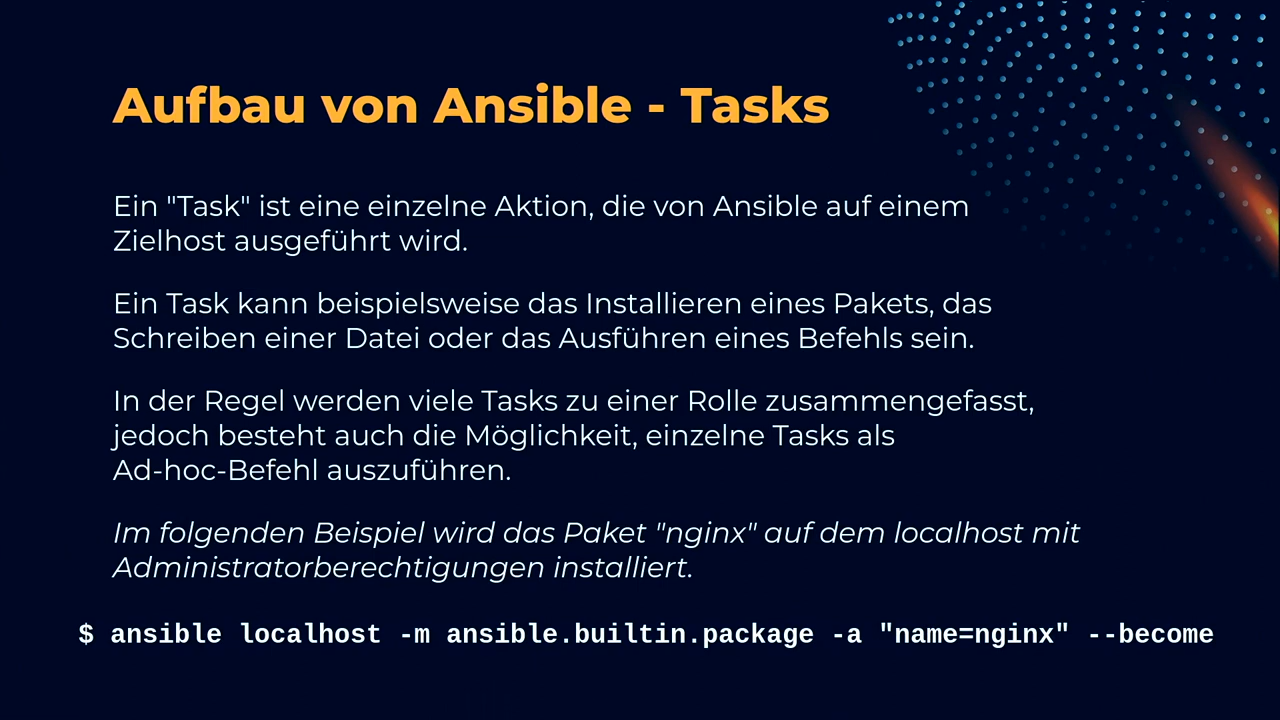 Aufbau von Ansible - Tasks
Ein "Task" ist eine einzelne Aktion, die von Ansible auf einem
Zielhost ausgeführt wird.
Ein Task kann beispielsweise das Installieren eines Pakets, das
Schreiben einer Datei oder das Ausführen eines Befehls sein.
In der Regel werden viele Tasks zu einer Rolle zusammengefasst,
jedoch besteht auch die Möglichkeit, einzelne Tasks als
Ad-hoc-Befehl auszuführen.
Im folgenden Beispiel wird das Paket "nginx" auf dem localhost mit
Administratorberechtigungen installiert.
$ ansible localhost -m ansible.builtin.package -a "name=nginx" --become